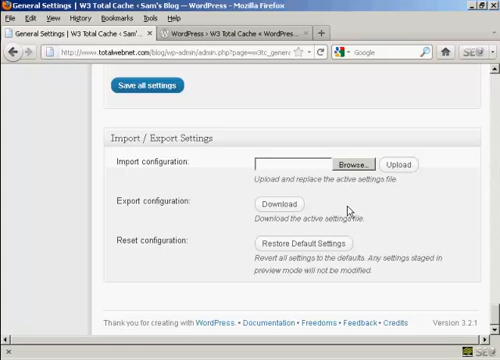 General Settings | W3 Total Cache ‹ Sam's Blog — WordPress - Mozilla Firefox
File Edit View History Bookmarks Tools Help
General Settings | W3 Total Cache ‹ Sam's ...
WordPress › W3 Total Cache « WordPress...
http://www.totalwebnet.com/blog/wp-admin/admin.php?page=w3tc_genera
Google
SE
Save all settings
Import / Export Settings
Import configuration:
Browse...
Upload
Upload and replace the active settings file.
Export configuration:
Download
Download the active settings file.
Reset configuration:
Restore Default Settings
Revert all settings to the defaults. Any settings staged in
preview mode will not be modified.
Thank you for creating with WordPress. • Documentation • Freedoms • Feedback • Credits
Version 3.2.1